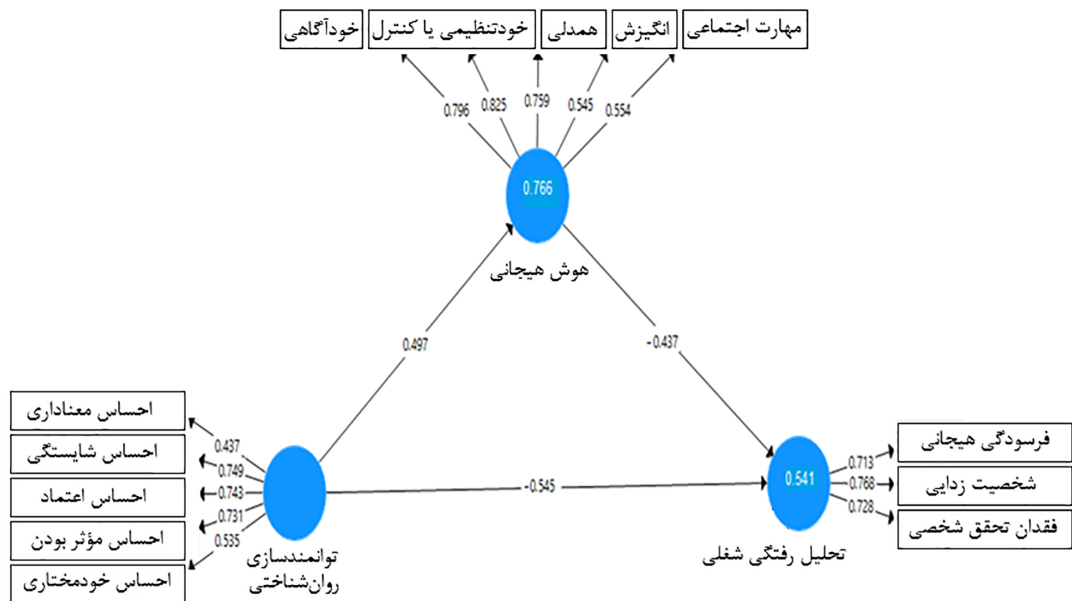 مهارت اجتماعی
انگیزش
همدلی
خودتنظیمی یا کنترل
خودآگاهی
0.796
0.825
0.759
0.545
0.554
0.766
هوش هیجانی
0.497
-0.437
-0.545
احساس معناداری
احساس شایستگی
احساس اعتماد
احساس مؤثر بودن
احساس خودمختاری
0.437
0.749
0.743
0.731
0.535
توانمندسازی
روان‌شناختی
0.541
تحلیل رفتگی شغلی
0.713
0.768
0.728
فرسودگی هیجانی
شخصیت زدایی
فقدان تحقق شخصی